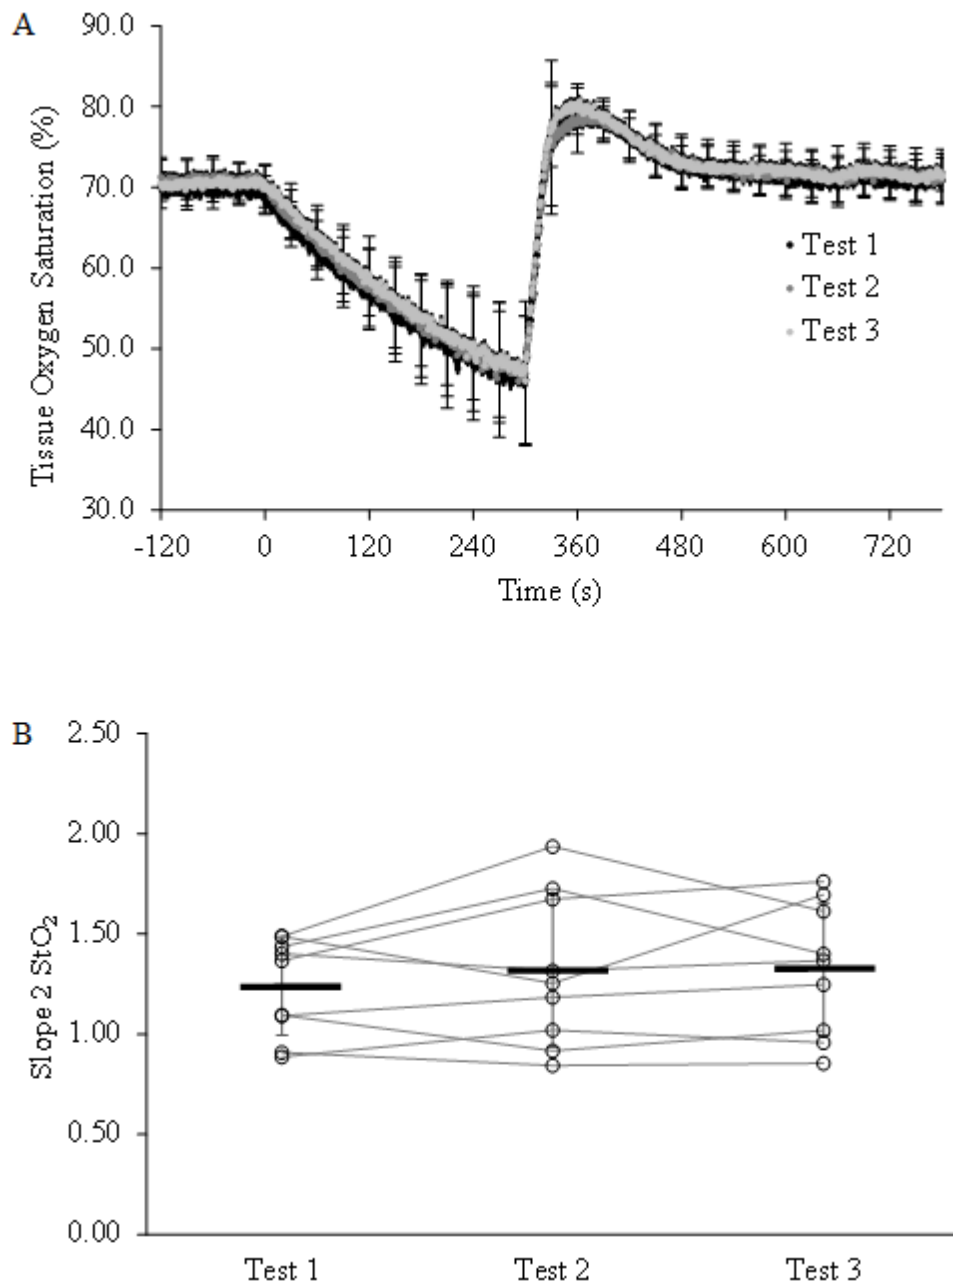 A
90.0
80.0
70.0
60.0
50.0
40.0
30.0
Tissue Oxygen Saturation (%)
Test 1
Test 2
Test 3
-120 0 120 240 360 480 600 720
Time (s)
B
2.50
2.00
1.50
1.00
0.50
0.00
Slope 2 StO₂
Test 1 Test 2 Test 3